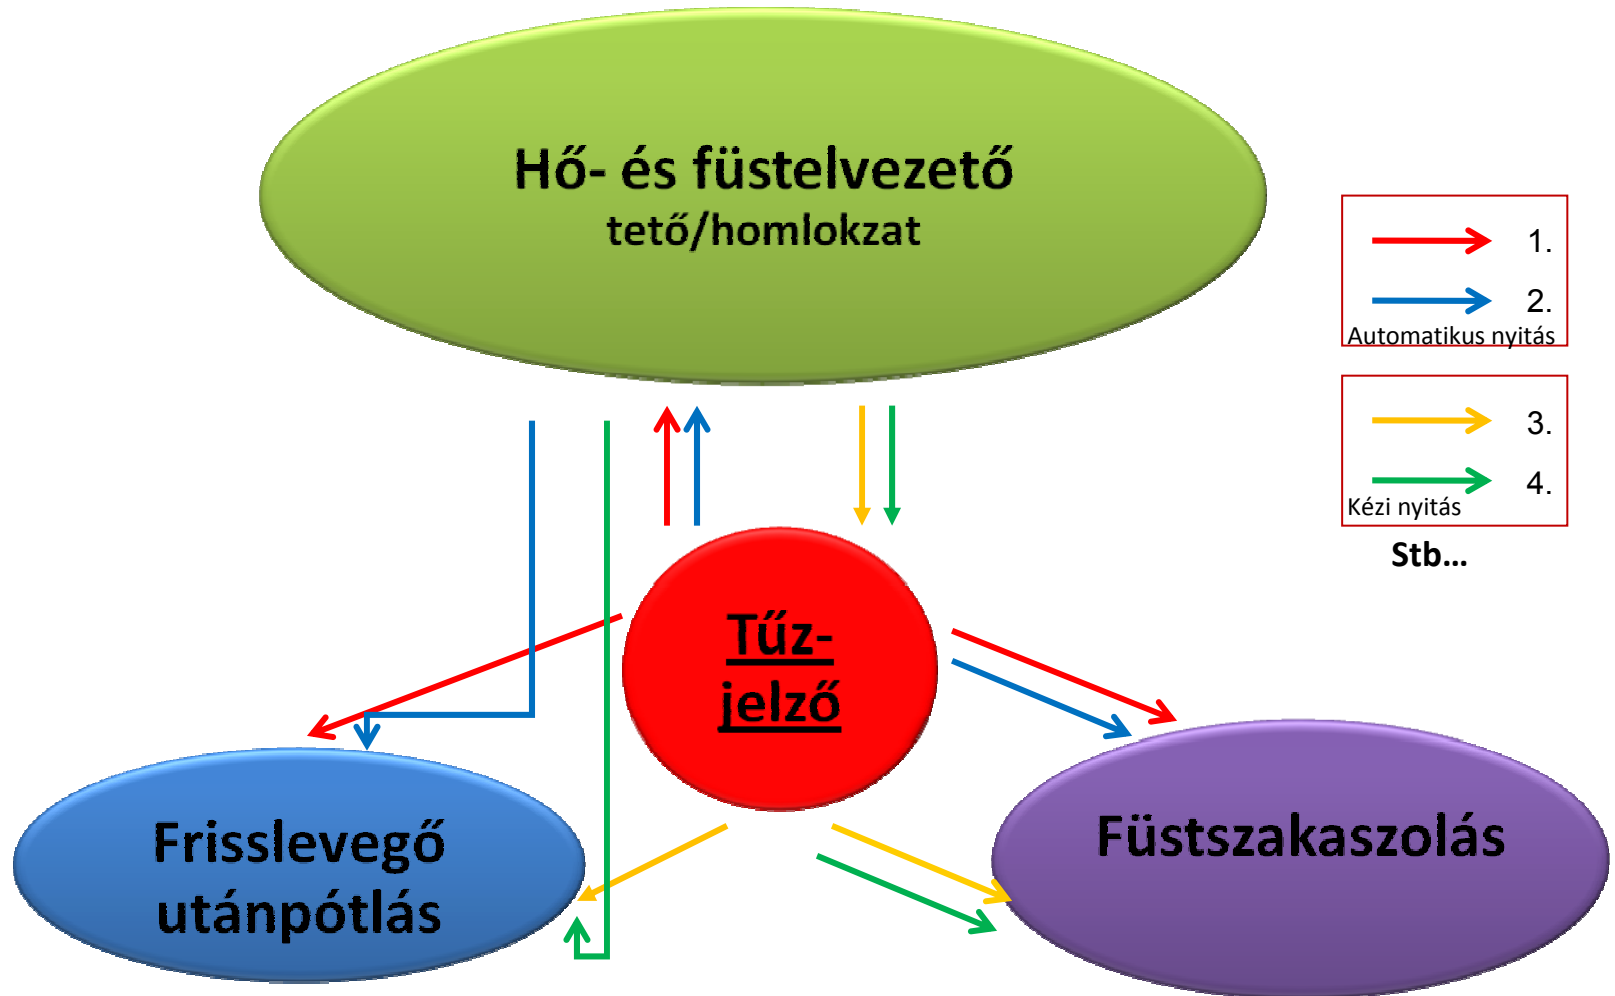 Hő- és füstelvezető
tető/homlokzat
1.
2.
Automatikus nyitás
3.
4.
Kézi nyitás
Stb...
Tűz-
jelző
Frisslevegő
utánpótlás
Füstszakaszolás